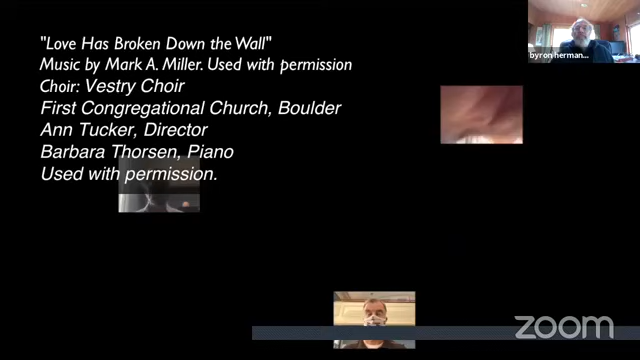 "Love Has Broken Down the Wall"
Music by Mark A. Miller. Used with permission
Choir: Vestry Choir
First Congregational Church, Boulder
Ann Tucker, Director
Barbara Thorsen, Piano
Used with permission.
byron herman...
zoom